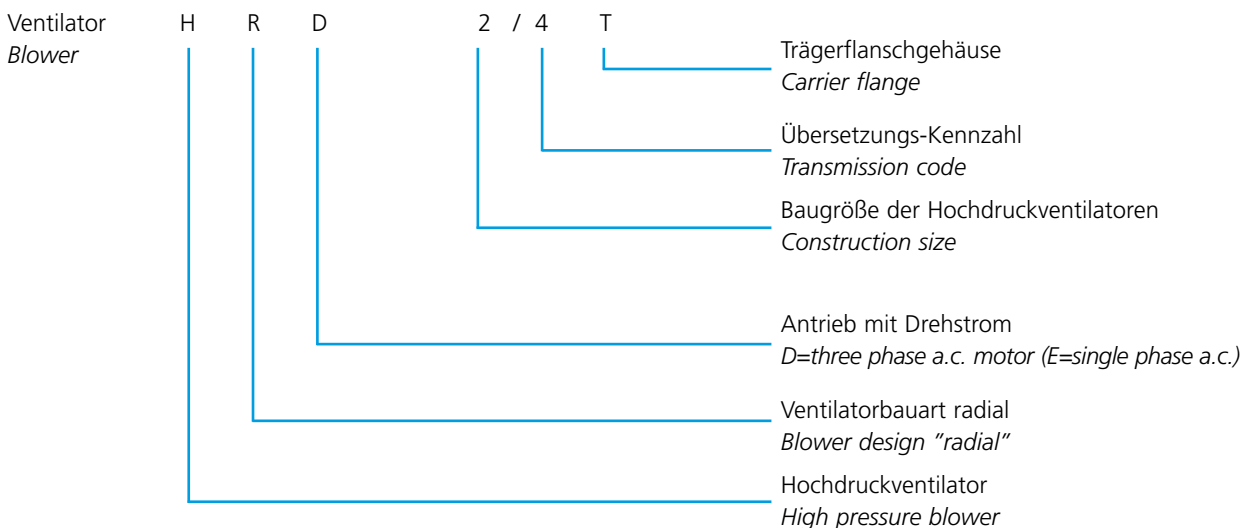 Ventilator H R D 2 / 4 T
Blower
Trägerflanschgehäuse
Carrier flange
Übersetzungs-Kennzahl
Transmission code
Baugröße der Hochdruckventilatoren
Construction size
Antrieb mit Drehstrom
D=three phase a.c. motor (E=single phase a.c.)
Ventilatorbauart radial
Blower design ”radial”
Hochdruckventilator
High pressure blower